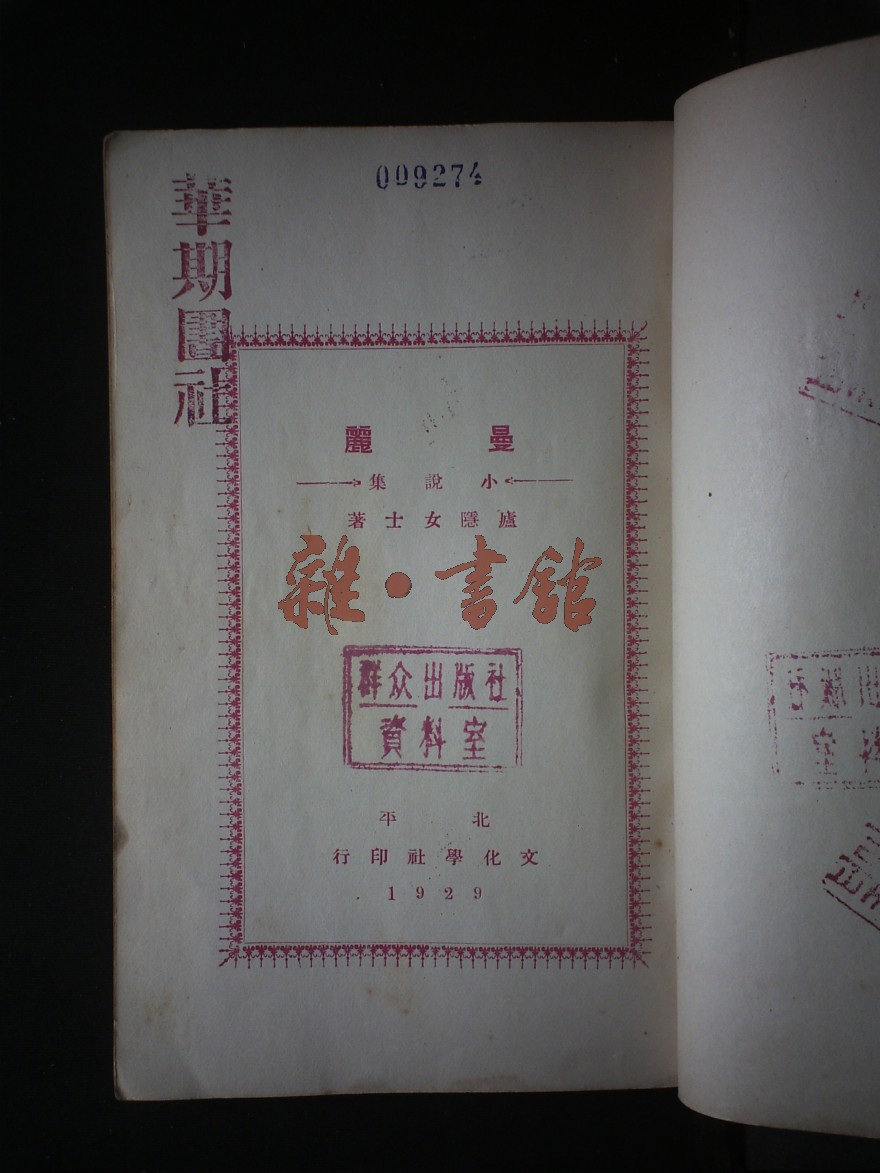 009274
華期圖社
曼麗
小說集
廬隱女士著
雜·書館
群众出版社
資料室
北平
文化學社印行
1929